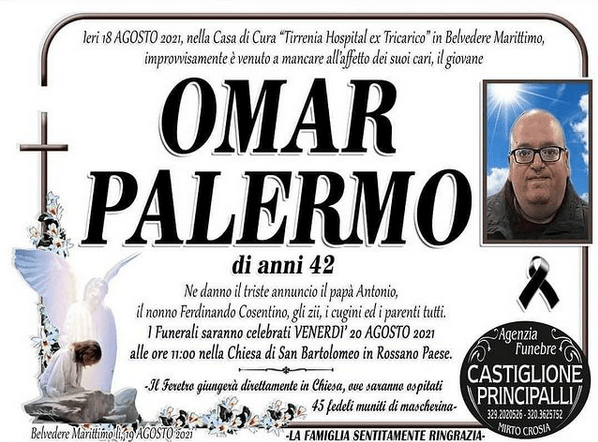 Ieri 18 AGOSTO 2021, nella Casa di Cura “Tirrenia Hospital ex Tricarico” in Belvedere Marittimo,
improvvisamente è venuto a mancare all'affetto dei suoi cari, il giovane
OMAR
PALERMO
di anni 42
Ne danno il triste annuncio il papà Antonio,
il nonno Ferdinando Cosentino, gli zii, i cugini ed i parenti tutti.
I Funerali saranno celebrati VENERDI' 20 AGOSTO 2021
alle ore 11:00 nella Chiesa di San Bartolomeo in Rossano Paese.
-Il Feretro giungerà direttamente in Chiesa, ove saranno ospitati
45 fedeli muniti di mascherina-
Belvedere Marittimo lì, 19 AGOSTO 2021
-LA FAMIGLIA SENTITAMENTE RINGRAZIA-
Agenzia
Funebre
CASTIGLIONE
PRINCIPALLI
329.2020526 - 320.3625752
MIRTO CROSIA